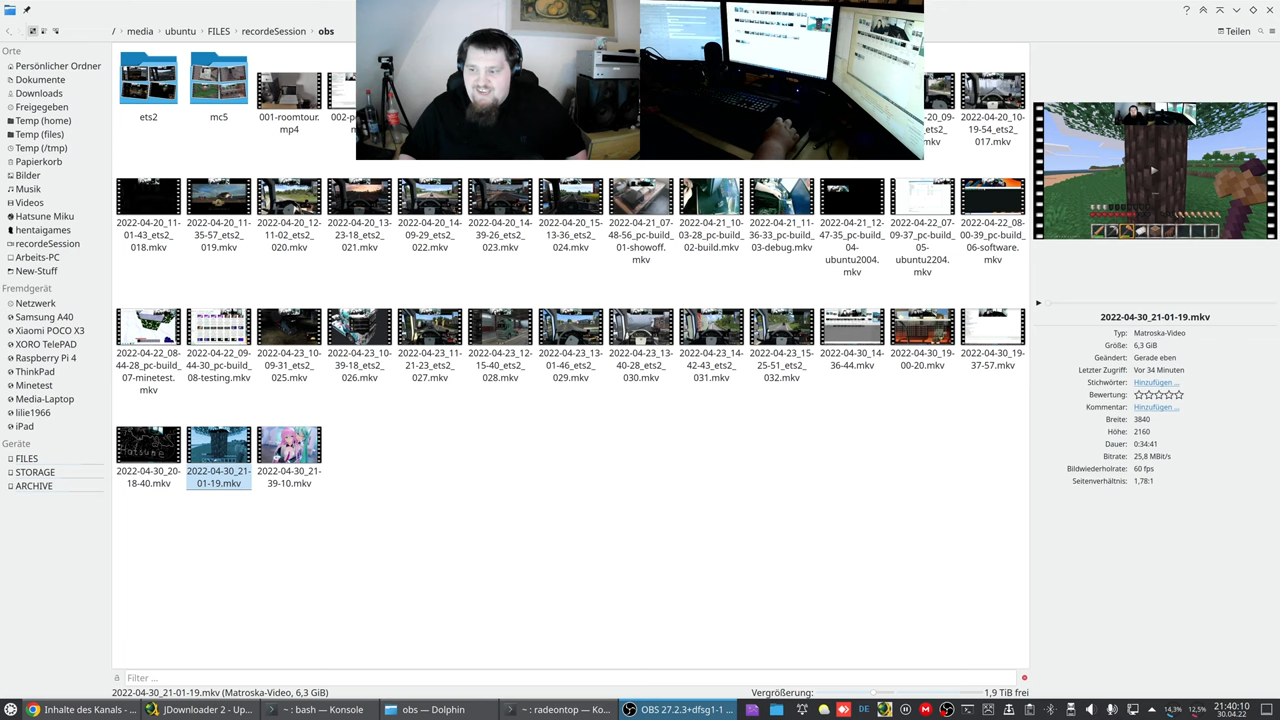 edia ubuntu FILES recordeSession obs
Teilen
Persönlicher Ordner
Dokumente
Downloads
Freigegeben
Temp (home)
Temp (files)
Temp (/tmp)
Papierkorb
Bilder
Musik
Videos
Hatsune Miku
hentaigames
recordeSession
New-Stuff
Fremdgerät
Netzwerk
Samsung A40
Xiaomi POCO X3
XORO TelePAD
Raspberry Pi 4
ThinkPad
Minetest
Media-Laptop
lilie1966
iPad
Geräte
FILES
STORAGE
ARCHIVE
ets2
mc5
001-roomtour.
mp4
2022-04-20_10-
19-54_ets2_
017.mkv
2022-04-20_11-
01-43_ets2_
018.mkv
2022-04-20_11-
35-57_ets2_
019.mkv
2022-04-20_12-
11-02_ets2_
020.mkv
2022-04-20_13-
23-18_ets2_
021.mkv
2022-04-20_14-
09-29_ets2_
022.mkv
2022-04-20_14-
39-26_ets2_
023.mkv
2022-04-20_15-
13-36_ets2_
024.mkv
2022-04-21_07-
48-56_pc-build_
01-showoff.
mkv
2022-04-21_10-
03-28_pc-build_
02-build.mkv
2022-04-21_11-
36-33_pc-build_
03-debug.mkv
2022-04-21_12-
47-35_pc-build_
04-
ubuntu2004.
mkv
2022-04-22_07-
09-37_pc-build_
05-
ubuntu2204.
mkv
2022-04-22_08-
00-39_pc-build_
06-software.
mkv
2022-04-22_08-
44-28_pc-build_
07-minetest.
mkv
2022-04-22_09-
44-30_pc-build_
08-testing.mkv
2022-04-23_10-
09-31_ets2_
025.mkv
2022-04-23_10-
39-18_ets2_
026.mkv
2022-04-23_11-
21-23_ets2_
027.mkv
2022-04-23_12-
15-40_ets2_
028.mkv
2022-04-23_13-
01-46_ets2_
029.mkv
2022-04-23_13-
40-28_ets2_
030.mkv
2022-04-23_14-
42-43_ets2_
031.mkv
2022-04-23_15-
25-51_ets2_
032.mkv
2022-04-30_14-
36-44.mkv
2022-04-30_19-
00-20.mkv
2022-04-30_19-
37-57.mkv
2022-04-30_20-
18-40.mkv
2022-04-30_21-
01-19.mkv
2022-04-30_21-
39-10.mkv
2022-04-30_21-01-19.mkv
Typ: Matroska-Video
Größe: 6,3 GiB
Geändert: Gerade eben
Letzter Zugriff: Vor 34 Minuten
Stichwörter: Hinzufügen ...
Bewertung:
Kommentar: Hinzufügen ...
Breite: 3840
Höhe: 2160
Dauer: 0:34:41
Bitrate: 25,8 MBit/s
Bildwiederholrate: 60 fps
Seitenverhältnis: 1,78:1
Filter ...
2022-04-30_21-01-19.mkv (Matroska-Video, 6,3 GiB)
Vergrößerung:
1,9 TiB frei
Inhalte des Kanals - ...
JDownloader 2 - Up...
~ : bash — Konsole
obs — Dolphin
~ : radeontop — Ko...
OBS 27.2.3+dfsg1-1 ...
DE
12.5%
21:40:10
30.04.22